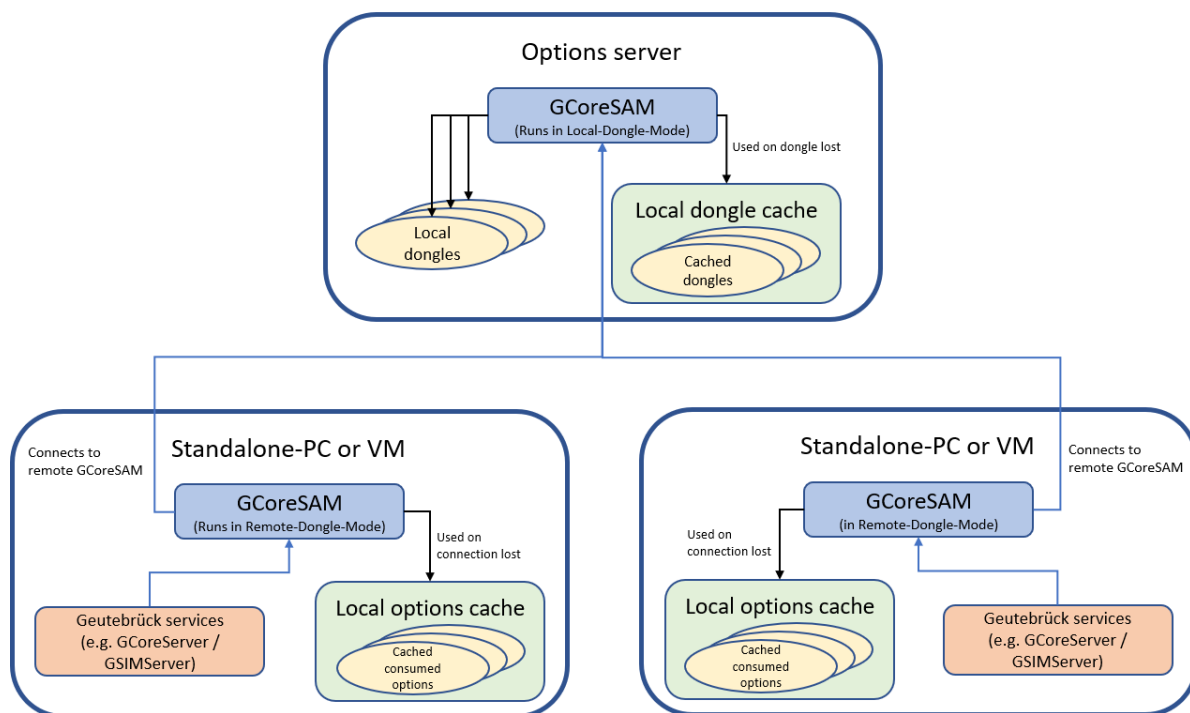 Options server
GCoreSAM
(Runs in Local-Dongle-Mode)
Used on dongle lost
Local
dongles
Local dongle cache
Cached
dongles
Standalone-PC or VM
Connects to
remote GCoreSAM
GCoreSAM
(Runs in Remote-Dongle-Mode)
Used on
connection lost
Geutebrück services
(e.g. GCoreServer /
GSIMServer)
Local options cache
Cached
consumed
options
Standalone-PC or VM
Connects to
remote GCoreSAM
GCoreSAM
(in Remote-Dongle-Mode)
Used on
connection lost
Local options cache
Cached
consumed
options
Geutebrück services
(e.g. GCoreServer /
GSIMServer)